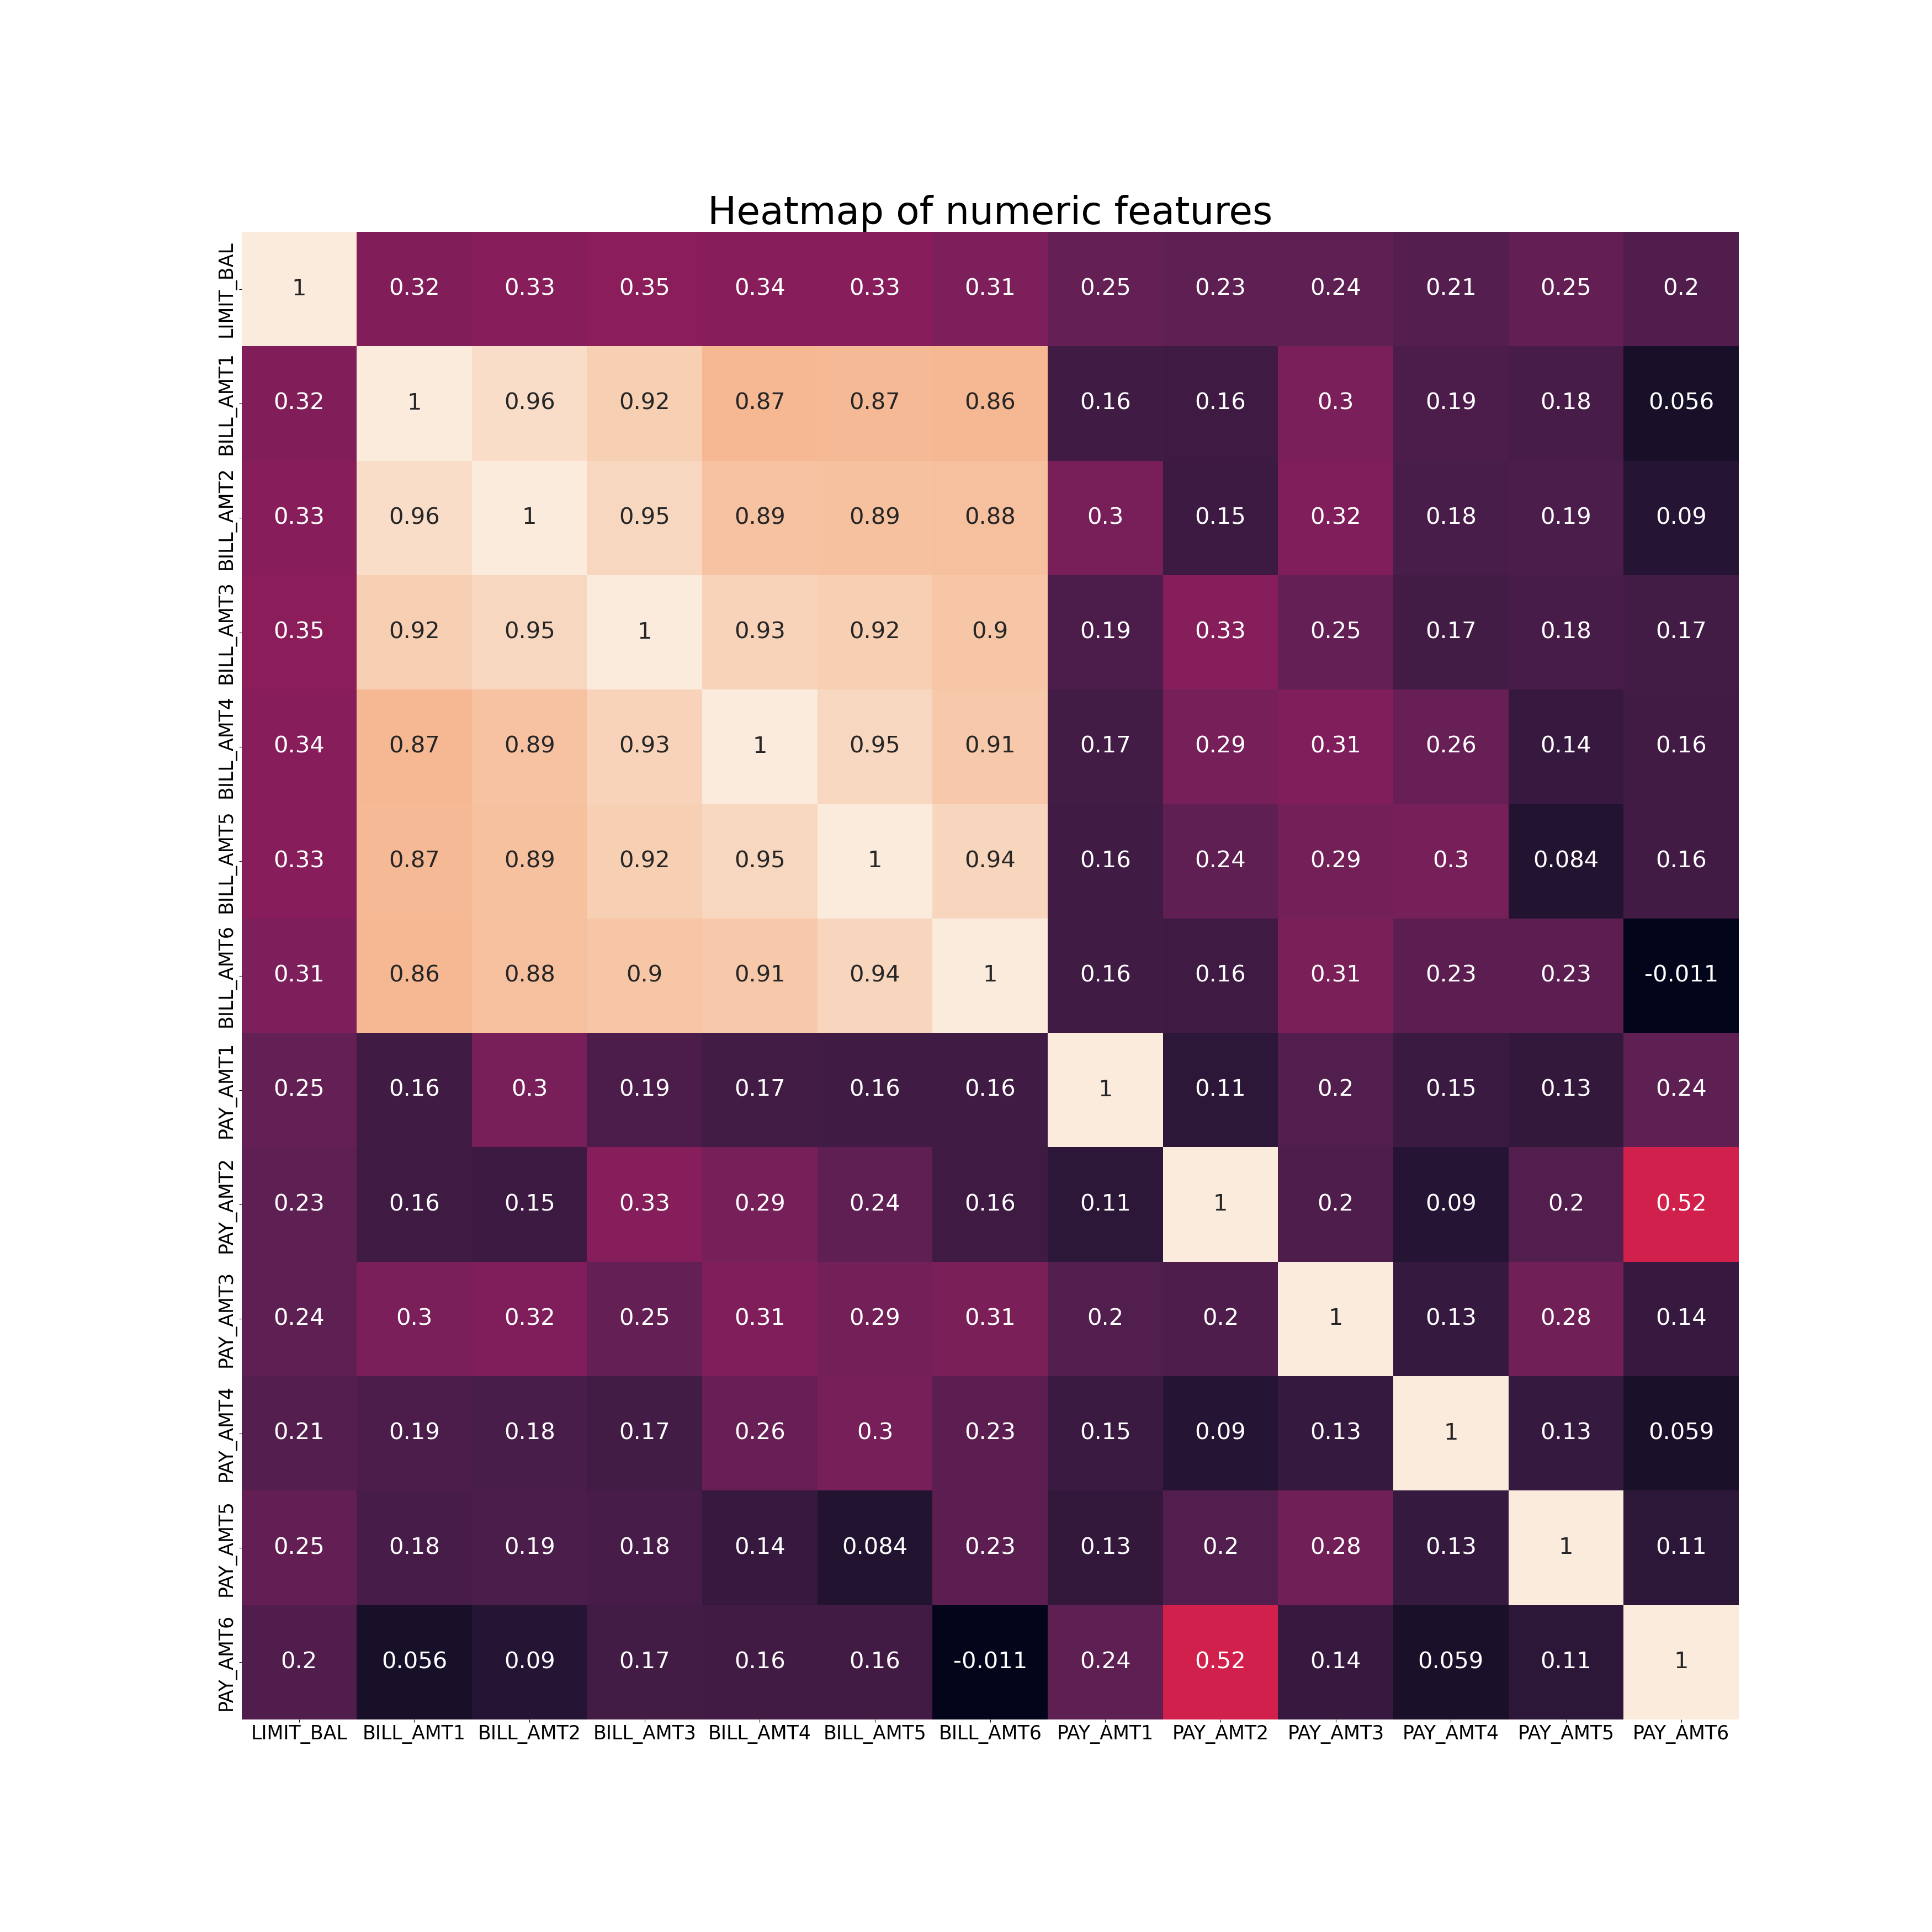 Heatmap of numeric features
LIMIT_BAL 1 0.32 0.33 0.35 0.34 0.33 0.31 0.25 0.23 0.24 0.21 0.25 0.2
BILL_AMT1 0.32 1 0.96 0.92 0.87 0.87 0.86 0.16 0.16 0.3 0.19 0.18 0.056
BILL_AMT2 0.33 0.96 1 0.95 0.89 0.89 0.88 0.3 0.15 0.32 0.18 0.19 0.09
BILL_AMT3 0.35 0.92 0.95 1 0.93 0.92 0.9 0.19 0.33 0.25 0.17 0.18 0.17
BILL_AMT4 0.34 0.87 0.89 0.93 1 0.95 0.91 0.17 0.29 0.31 0.26 0.14 0.16
BILL_AMT5 0.33 0.87 0.89 0.92 0.95 1 0.94 0.16 0.24 0.29 0.3 0.084 0.16
BILL_AMT6 0.31 0.86 0.88 0.9 0.91 0.94 1 0.16 0.16 0.31 0.23 0.23 -0.011
PAY_AMT1 0.25 0.16 0.3 0.19 0.17 0.16 0.16 1 0.11 0.2 0.15 0.13 0.24
PAY_AMT2 0.23 0.16 0.15 0.33 0.29 0.24 0.16 0.11 1 0.2 0.09 0.2 0.52
PAY_AMT3 0.24 0.3 0.32 0.25 0.31 0.29 0.31 0.2 0.2 1 0.13 0.28 0.14
PAY_AMT4 0.21 0.19 0.18 0.17 0.26 0.3 0.23 0.15 0.09 0.13 1 0.13 0.059
PAY_AMT5 0.25 0.18 0.19 0.18 0.14 0.084 0.23 0.13 0.2 0.28 0.13 1 0.11
PAY_AMT6 0.2 0.056 0.09 0.17 0.16 0.16 -0.011 0.24 0.52 0.14 0.059 0.11 1
LIMIT_BAL BILL_AMT1 BILL_AMT2 BILL_AMT3 BILL_AMT4 BILL_AMT5 BILL_AMT6 PAY_AMT1 PAY_AMT2 PAY_AMT3 PAY_AMT4 PAY_AMT5 PAY_AMT6